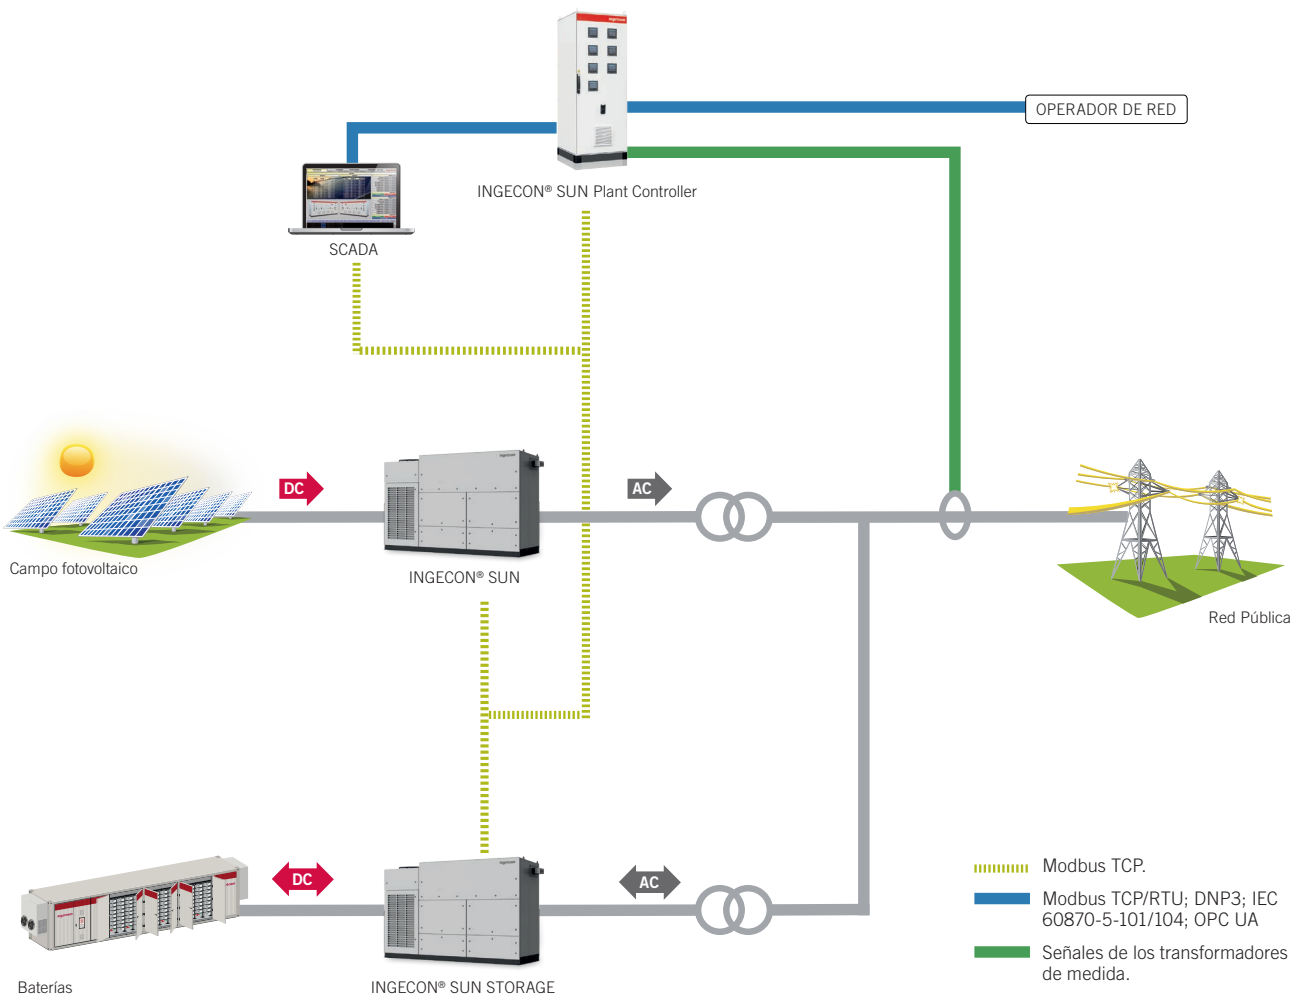 OPERADOR DE RED
INGECON® SUN Plant Controller
SCADA
DC
AC
Campo fotovoltaico
INGECON® SUN
Red Pública
DC
AC
Baterías
INGECON® SUN STORAGE
Modbus TCP.
Modbus TCP/RTU; DNP3; IEC
60870-5-101/104; OPC UA
Señales de los transformadores
de medida.